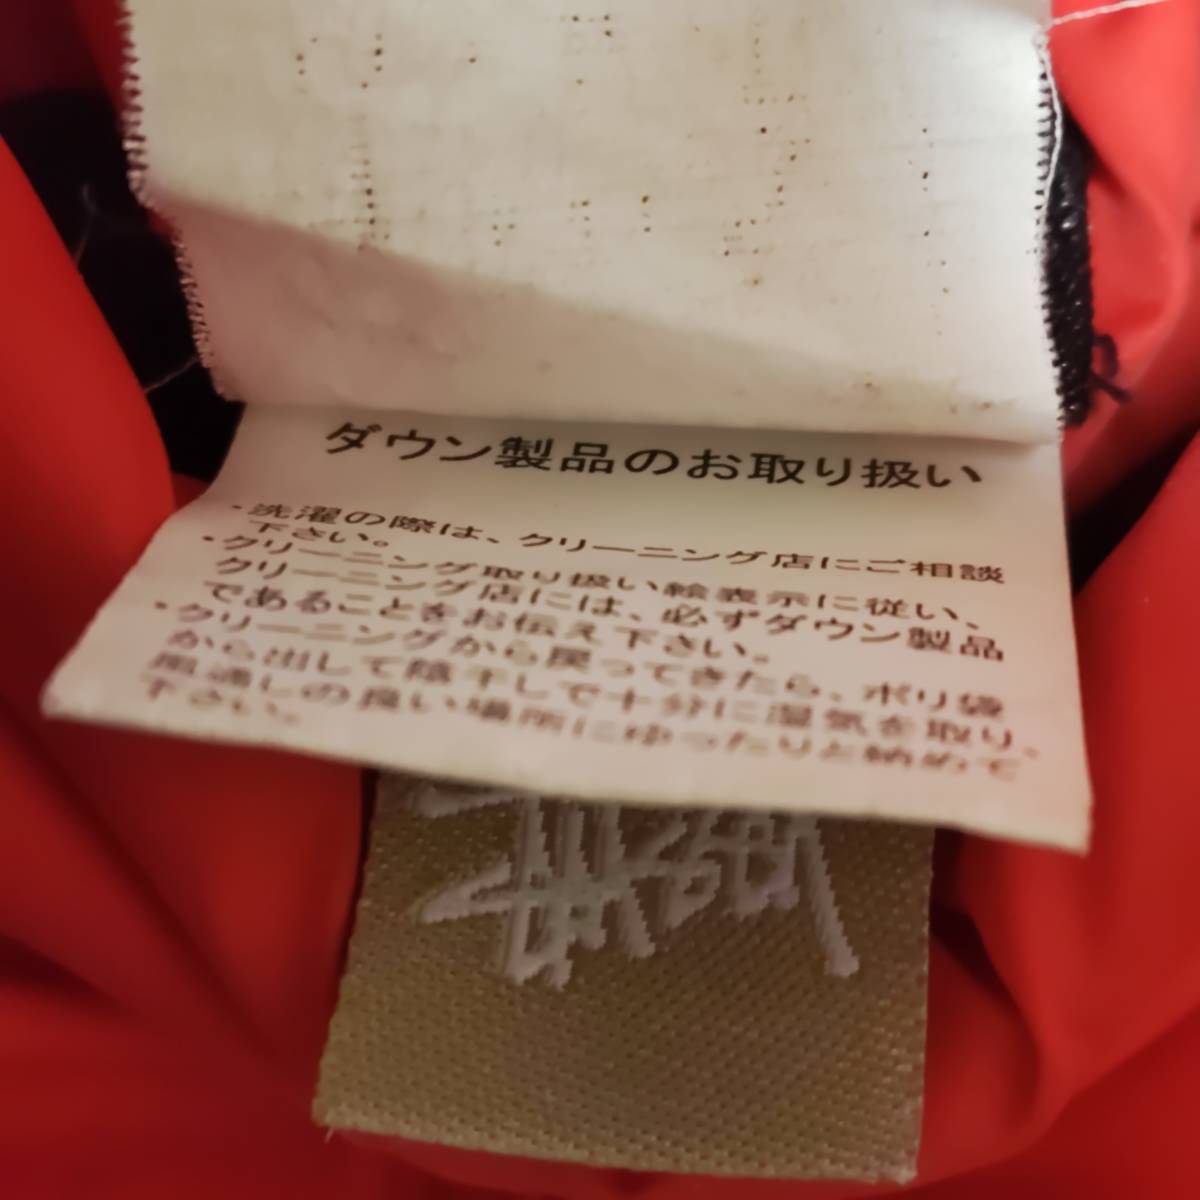 ダウン製品のお取り扱い
・洗濯の際は、クリーニング店にご相談
下さい。
・クリーニング取り扱い絵表示に従い、
クリーニング店には、必ずダウン製品
であることをお伝え下さい。
・クリーニングから戻ってきたら、ポリ袋
から出して陰干しで十分に湿気を取り、
風通しの良い場所にゆったりと納めて
下さい。